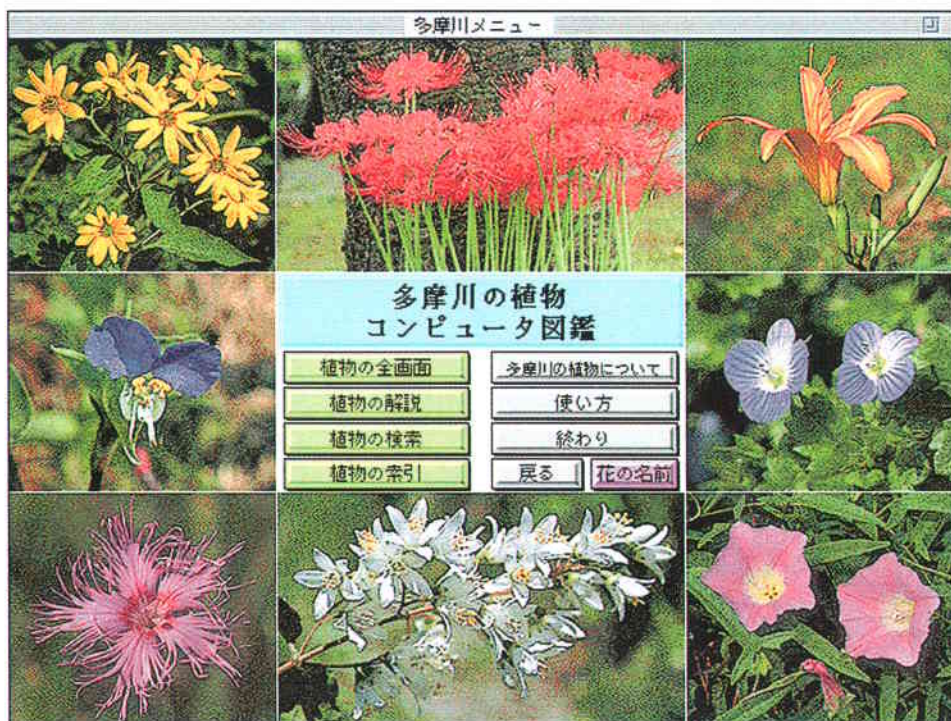 多摩川メニュー
多摩川の植物
コンピュータ図鑑
植物の全画面
多摩川の植物について
植物の解説
使い方
植物の検索
終わり
植物の索引
戻る
花の名前